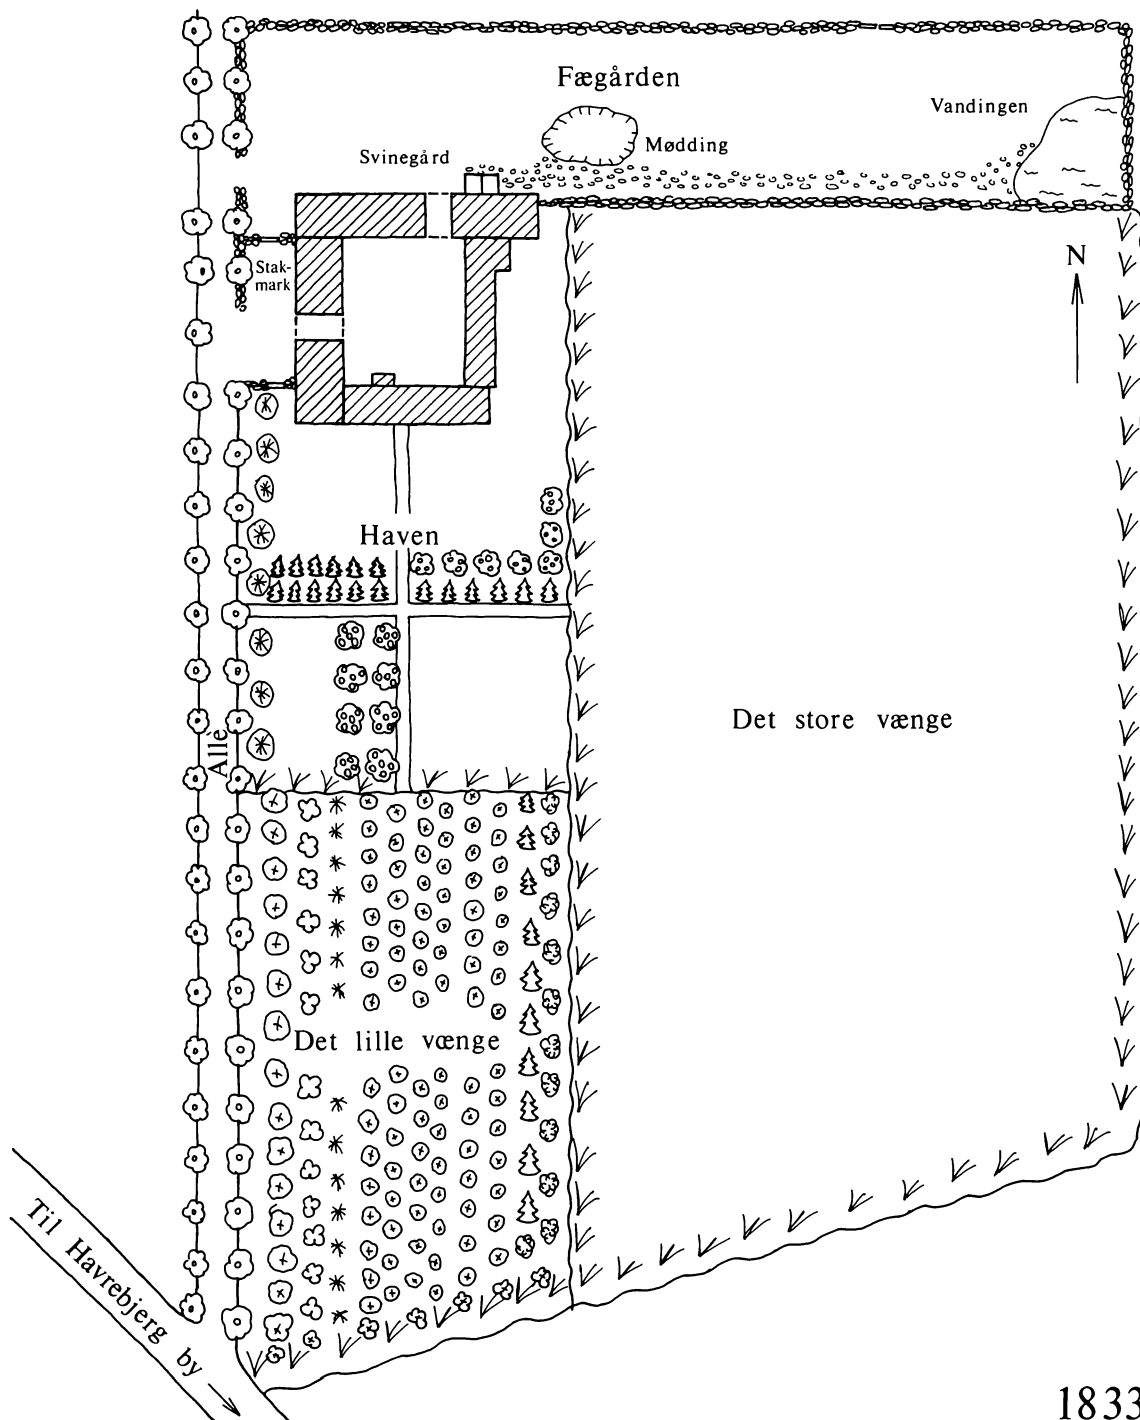 Fægården
Vandingen
Mødding
Svinegård
N
Stak-
mark
Haven
Det store vænge
Allé
Det lille vænge
Til Havrebjerg by
1833